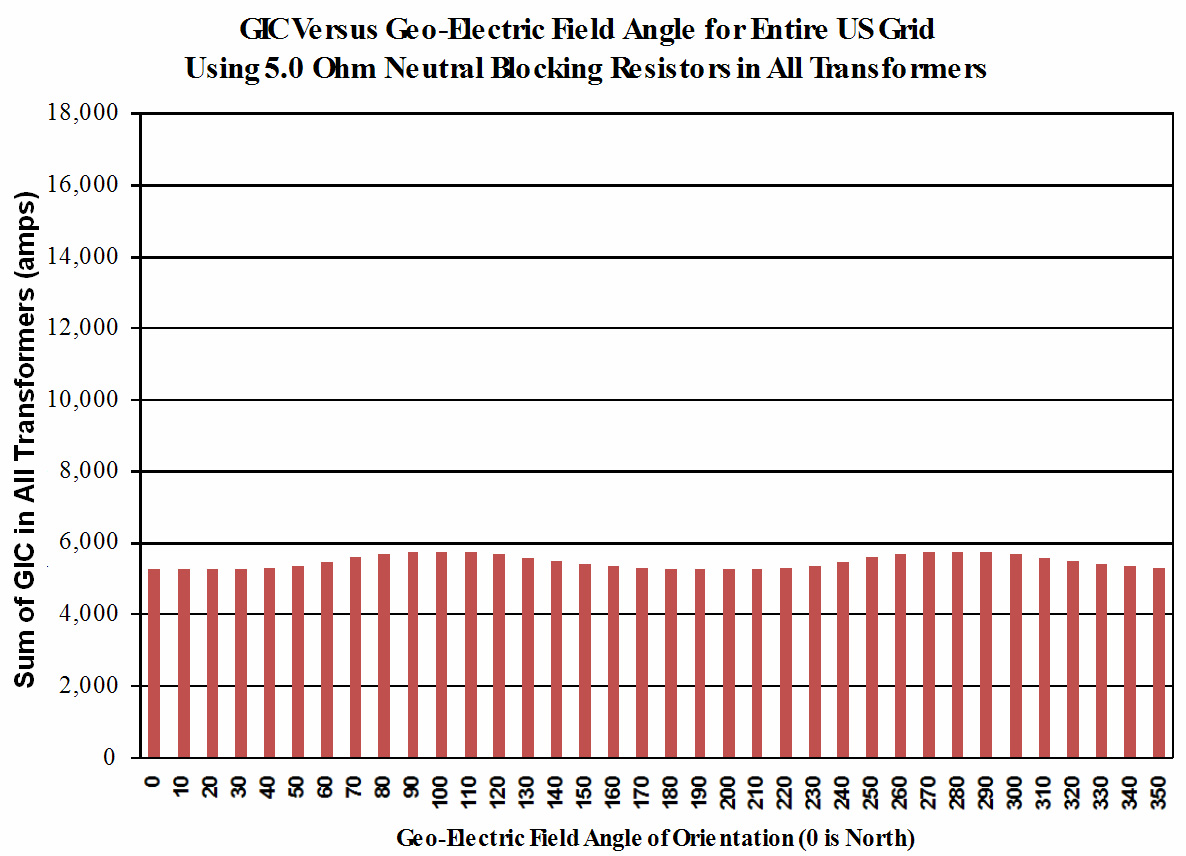 GIC Versus Geo-Electric Field Angle for Entire US Grid
Using 5.0 Ohm Neutral Blocking Resistors in All Transformers
Sum of GIC in All Transformers (amps)
18,000
16,000
14,000
12,000
10,000
8,000
6,000
4,000
2,000
0
0 10 20 30 40 50 60 70 80 90 100 110 120 130 140 150 160 170 180 190 200 210 220 230 240 250 260 270 280 290 300 310 320 330 340 350
Geo-Electric Field Angle of Orientation (0 is North)